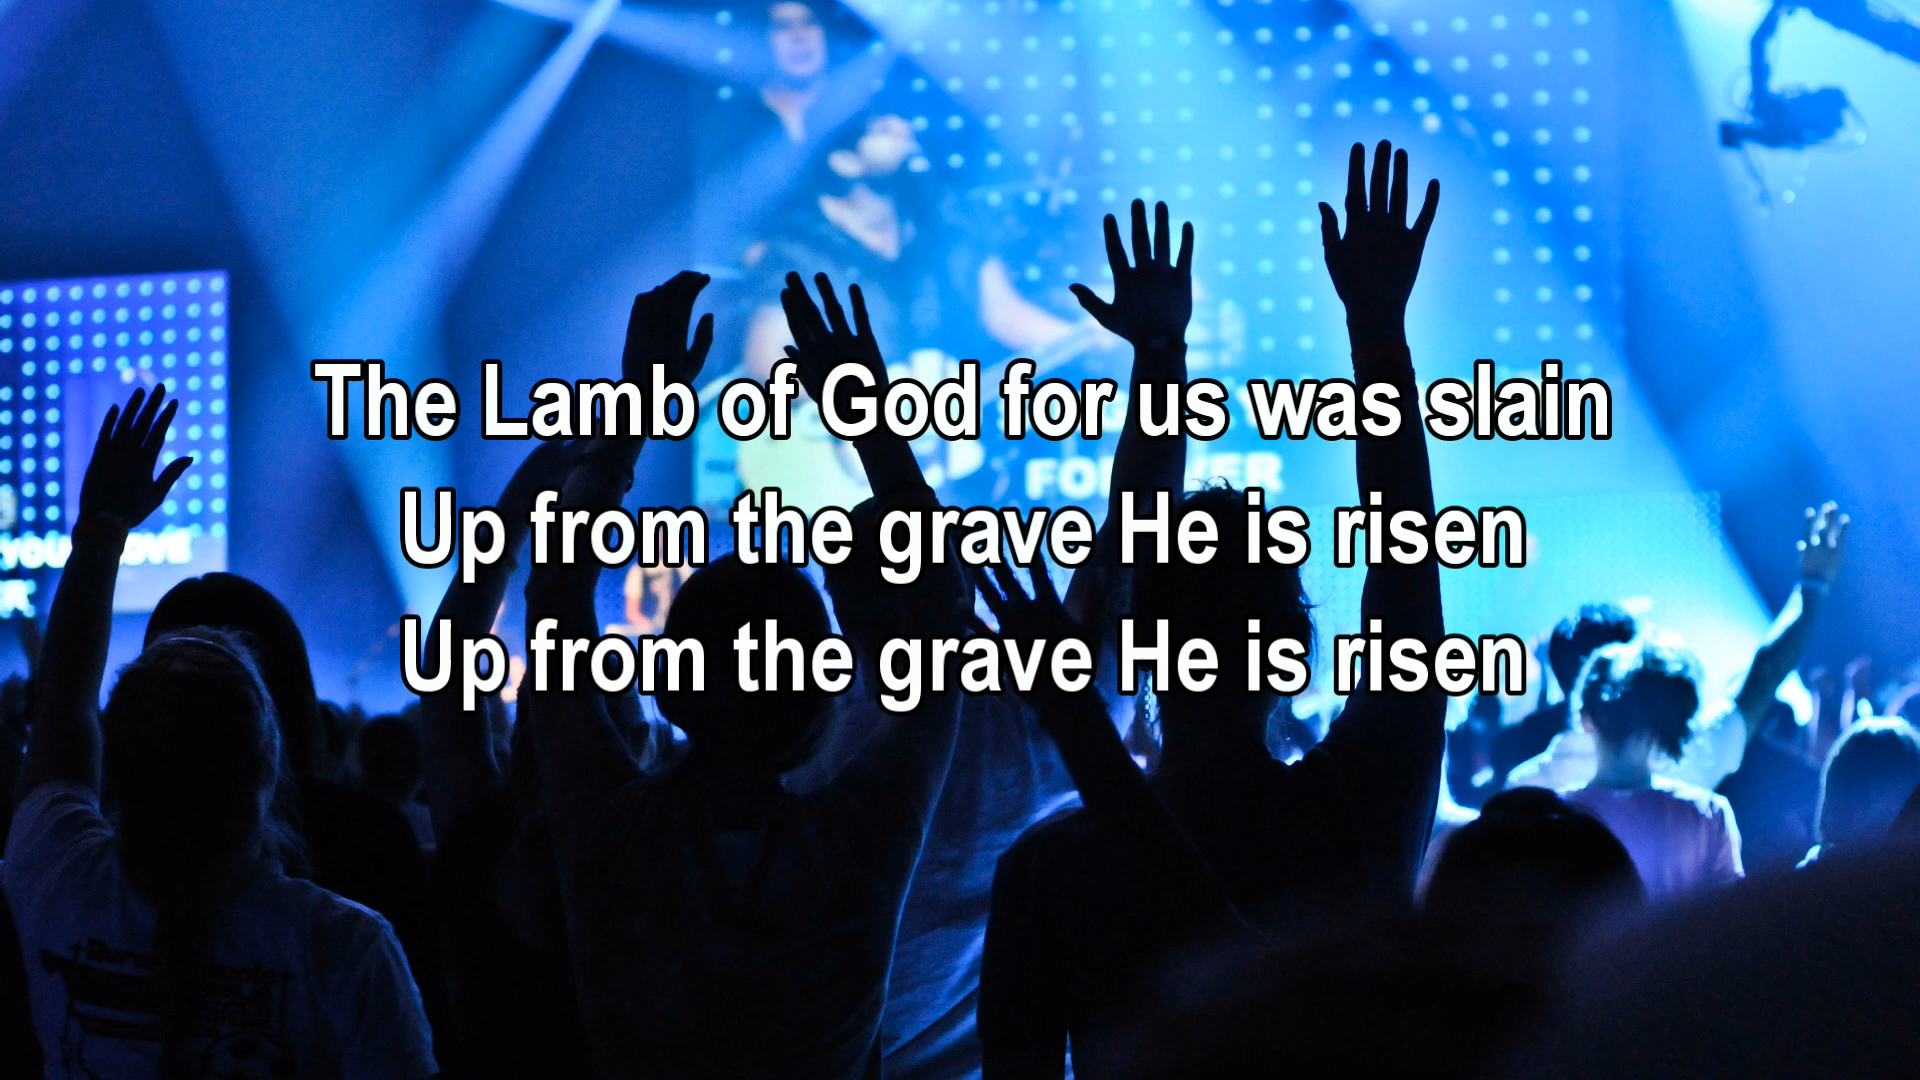 The Lamb of God for us was slain
Up from the grave He is risen
Up from the grave He is risen